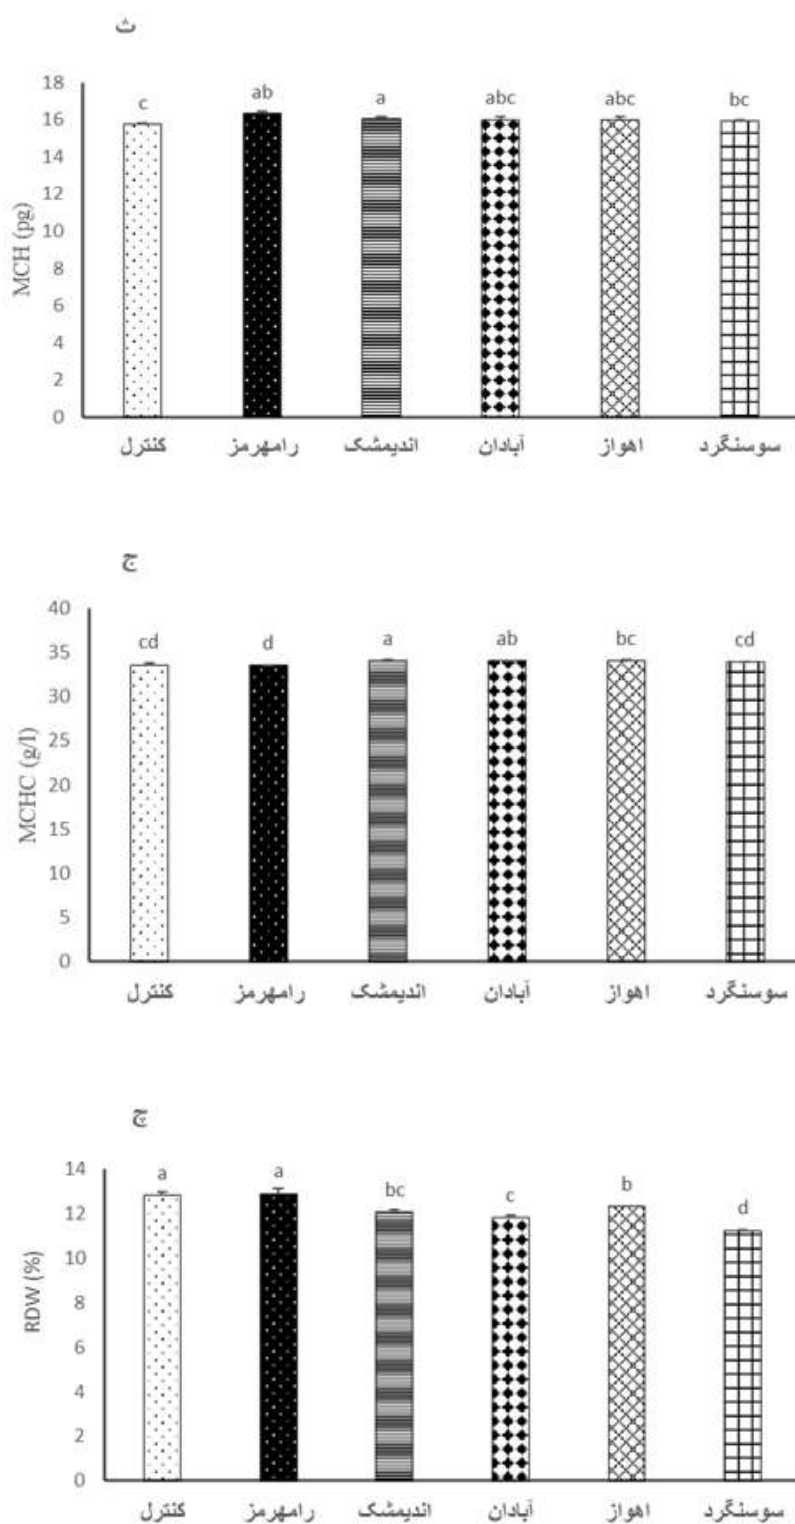 ث
18
16
14
12
10
8
6
4
2
0
MCH (pg)
c ab a abc abc bc
کنترل رامهرمز اندیمشک آبادان اهواز سوسنگرد
ج
40
35
30
25
20
15
10
5
0
MCHC (g/l)
cd d a ab bc cd
کنترل رامهرمز اندیمشک آبادان اهواز سوسنگرد
چ
14
12
10
8
6
4
2
0
RDW (%)
a a bc c b d
کنترل رامهرمز اندیمشک آبادان اهواز سوسنگرد